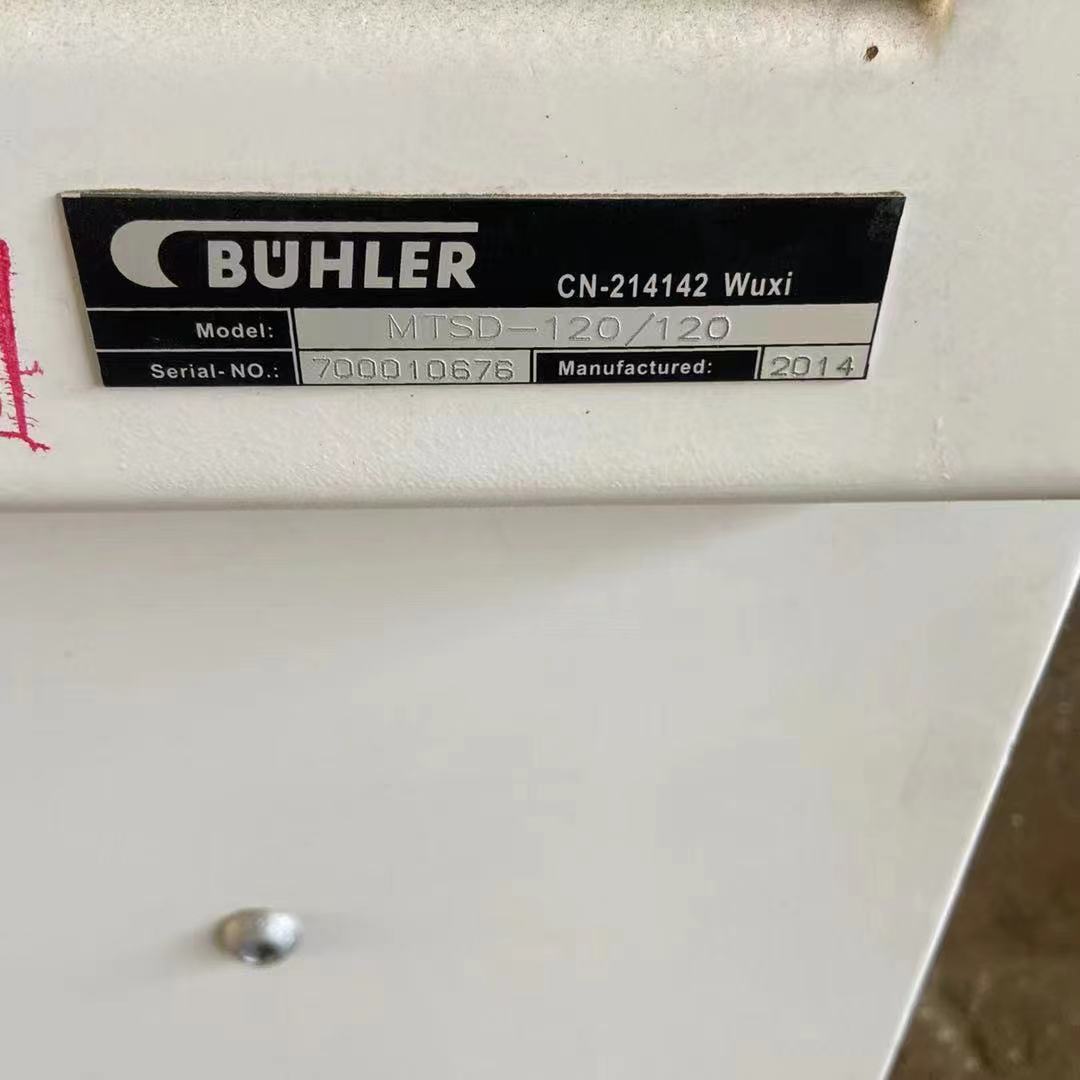 BÜHLER
CN-214142 Wuxi
Model: MTSD-120/120
Serial-NO.: 700010676 Manufactured: 2014